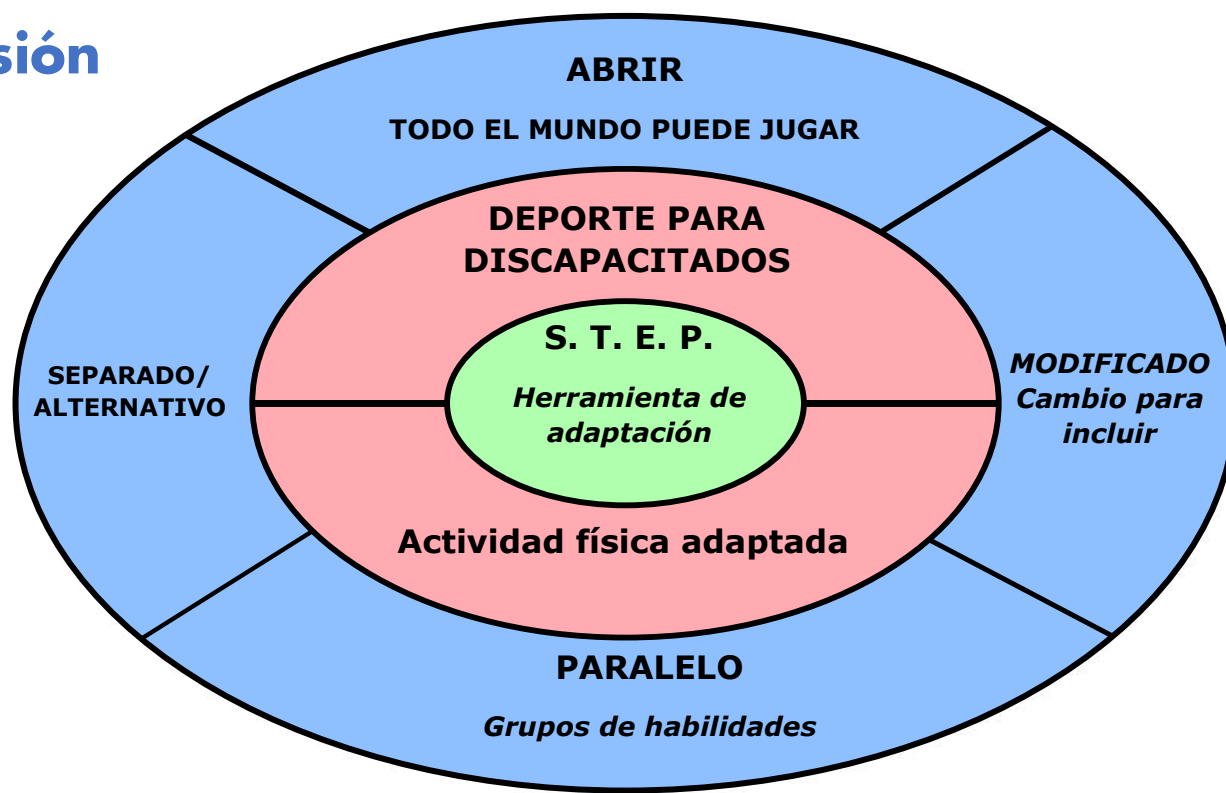 sión
ABRIR
TODO EL MUNDO PUEDE JUGAR
DEPORTE PARA
DISCAPACITADOS
S. T. E. P.
Herramienta de
adaptación
SEPARADO/
ALTERNATIVO
MODIFICADO
Cambio para
incluir
Actividad física adaptada
PARALELO
Grupos de habilidades